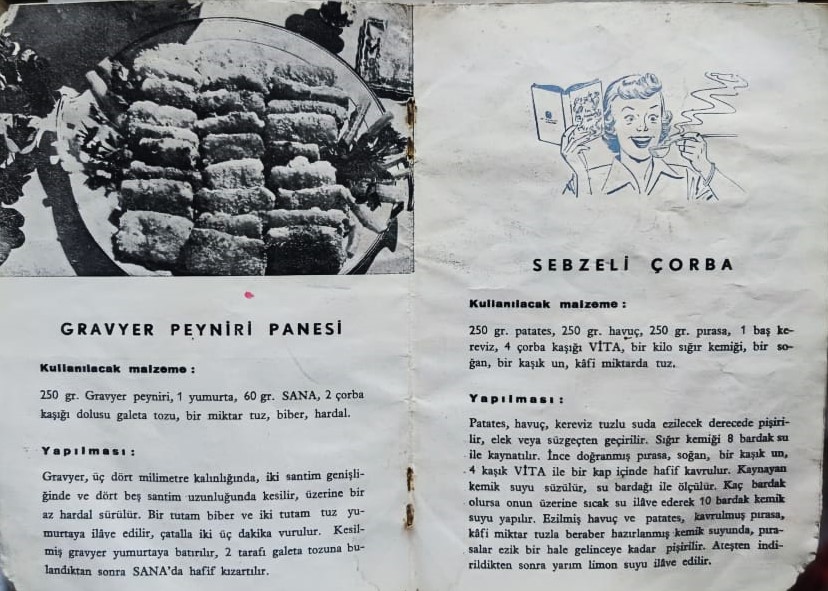 GRAVYER PEYNİRİ PANESİ
Kullanılacak malzeme :
250 gr. Gravyer peyniri, 1 yumurta, 60 gr. SANA, 2 çorba
kaşığı dolusu galeta tozu, bir miktar tuz, biber, hardal.
Yapılması :
Gravyer, üç dört milimetre kalınlığında, iki santim genişli-
ğinde ve dört beş santim uzunluğunda kesilir, üzerine bir
az hardal sürülür. Bir tutam biber ve iki tutam tuz yu-
murtaya ilâve edilir, çatalla iki üç dakika vurulur. Kesil-
miş gravyer yumurtaya batırılır, 2 tarafı galeta tozuna bu-
landıktan sonra SANA'da hafif kızartılır.
SEBZELİ ÇORBA
Kullanılacak malzeme :
250 gr. patates, 250 gr. havuç, 250 gr. pırasa, 1 baş ke-
reviz, 4 çorba kaşığı VİTA, bir kilo sığır kemiği, bir so-
ğan, bir kaşık un, kâfi miktarda tuz.
Yapılması :
Patates, havuç, kereviz tuzlu suda ezilecek derecede pişiri-
lir, elek veya süzgeçten geçirilir. Sığır kemiği 8 bardak su
ile kaynatılır. İnce doğranmış pırasa, soğan, bir kaşık un,
4 kaşık VİTA ile bir kap içinde hafif kavrulur. Kaynayan
kemik suyu süzülür, su bardağı ile ölçülür. Kaç bardak
olursa onun üzerine sıcak su ilâve ederek 10 bardak kemik
suyu yapılır. Ezilmiş havuç ve patates, kavrulmuş pırasa,
kâfi miktar tuzla beraber hazırlanmış kemik suyunda, pıra-
salar ezik bir hale gelinceye kadar pişirilir. Ateşten indi-
rildikten sonra yarım limon suyu ilâve edilir.